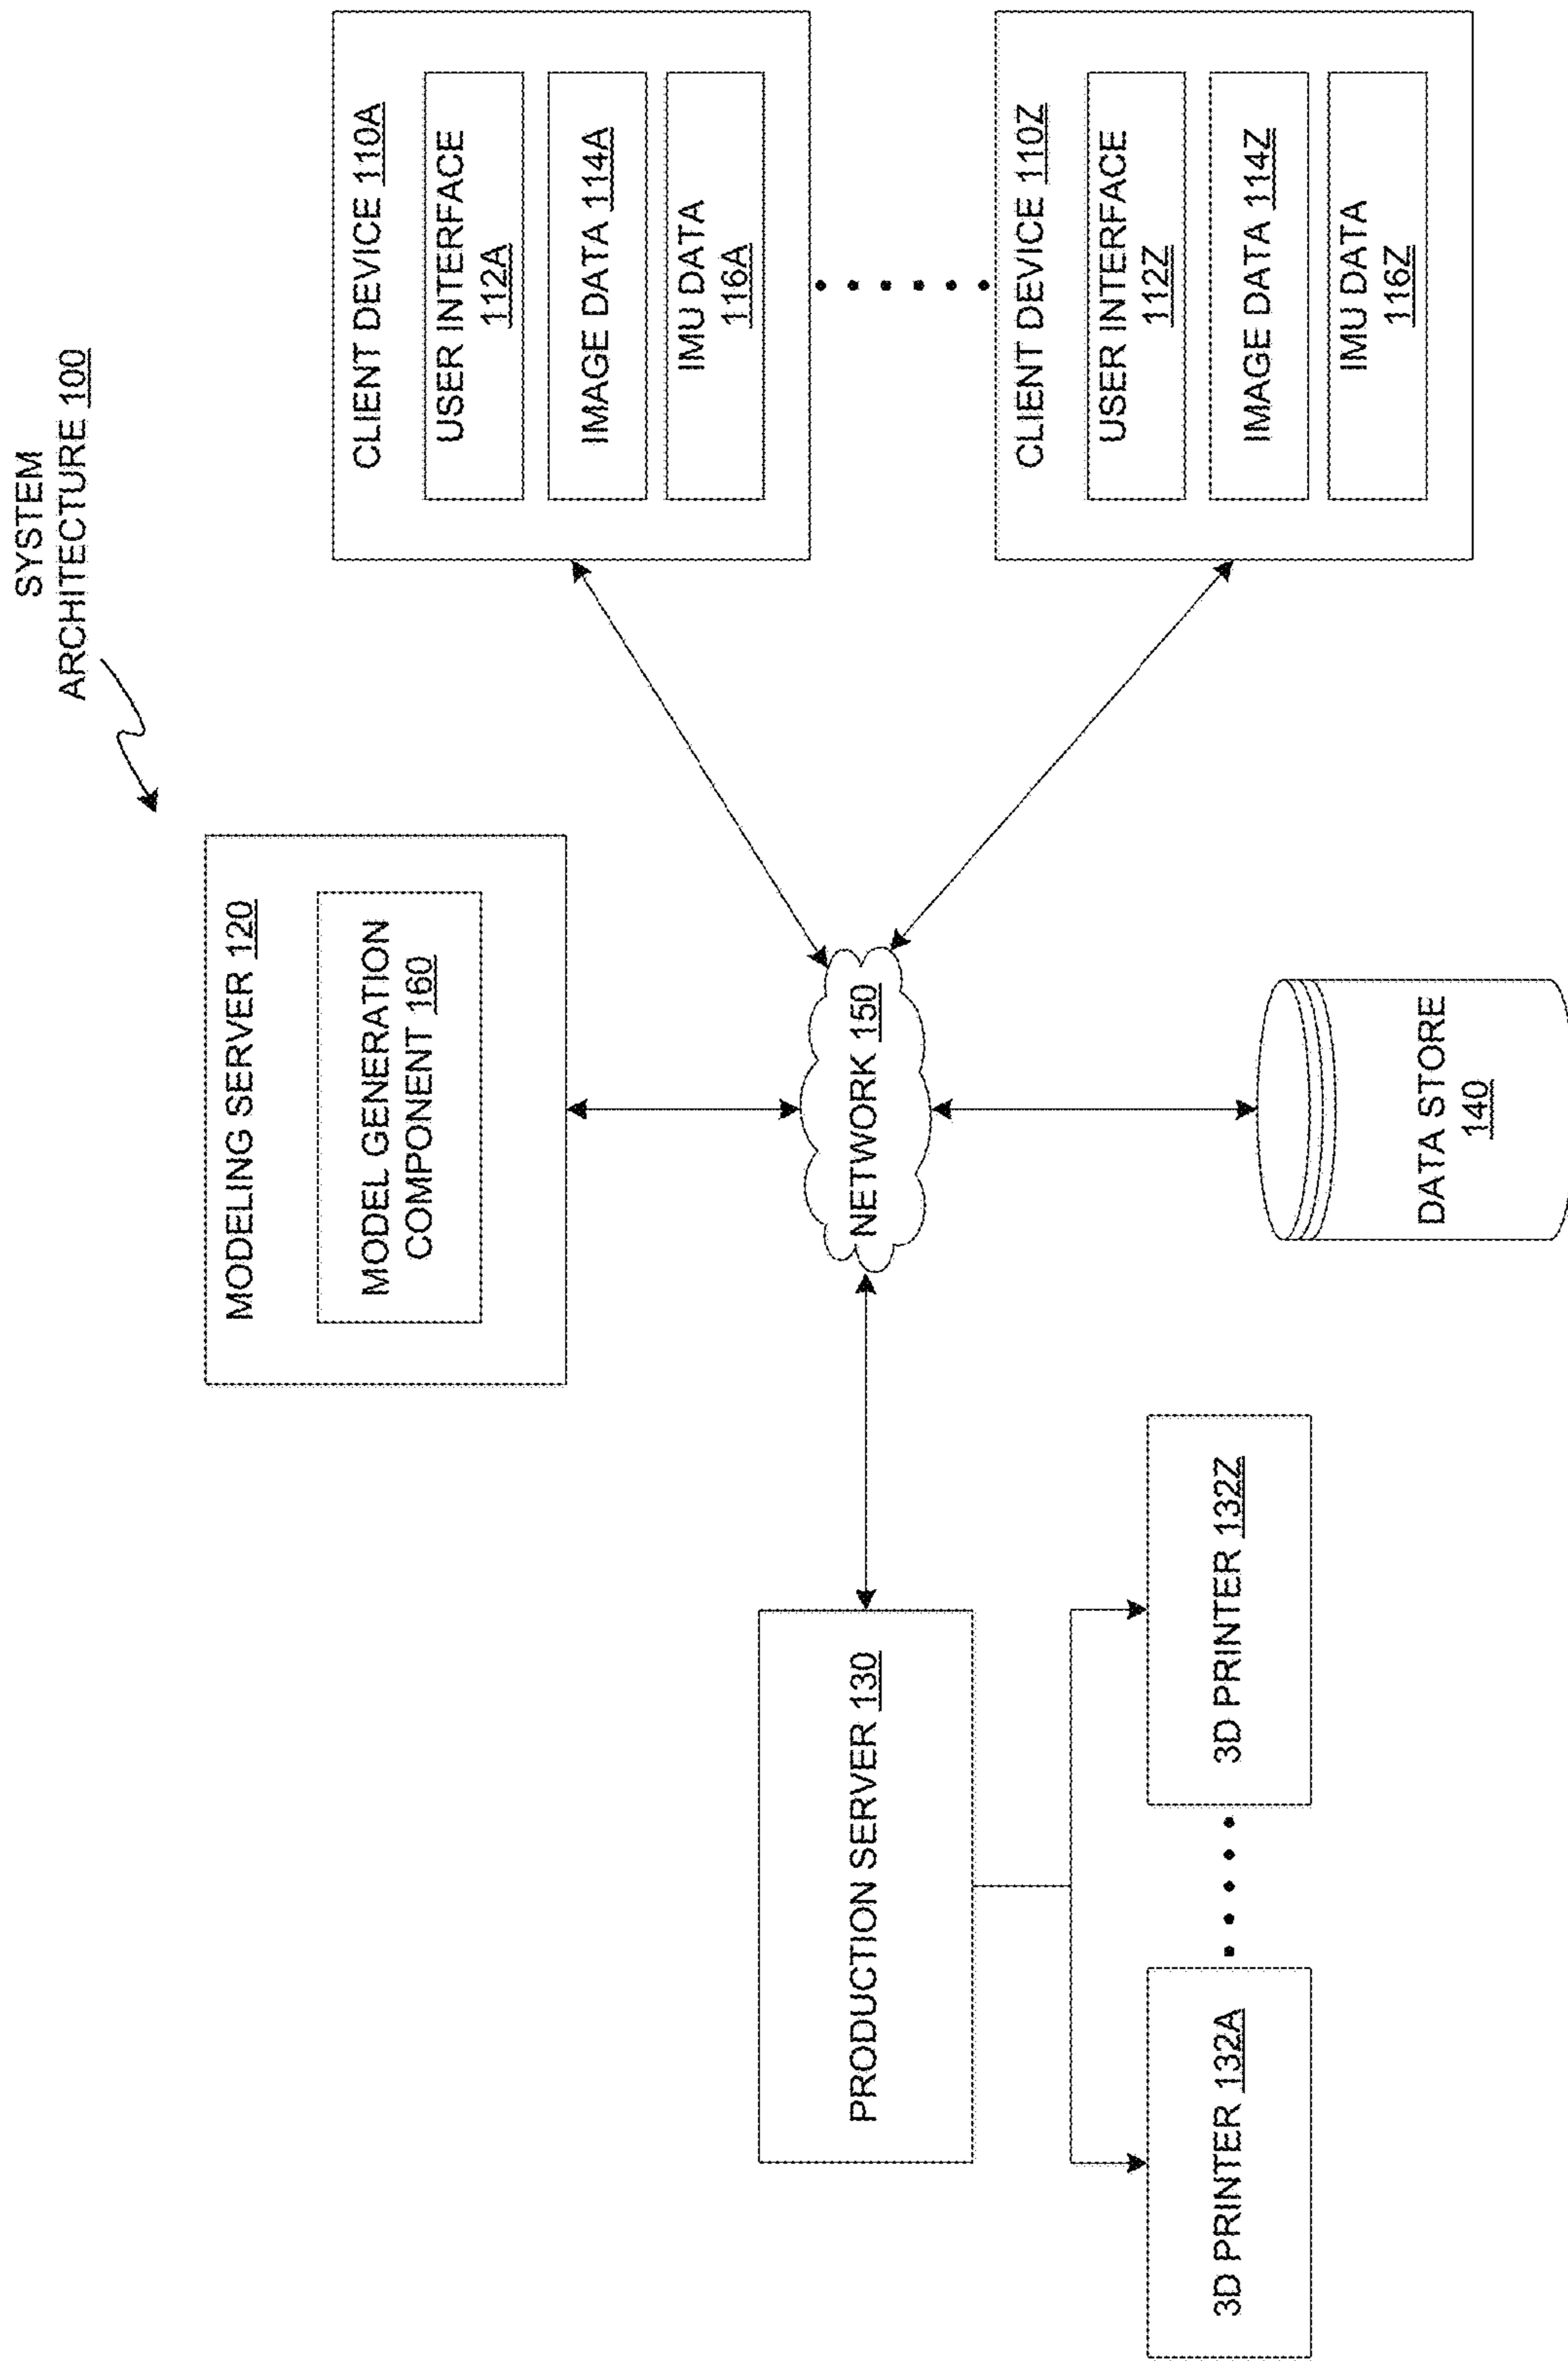 SYSTEM
ARCHITECTURE 100
MODELING SERVER 120
MODEL GENERATION
COMPONENT 160
CLIENT DEVICE 110A
USER INTERFACE
112A
IMAGE DATA 114A
IMU DATA
116A
PRODUCTION SERVER 130
NETWORK 150
3D PRINTER 132A
3D PRINTER 132Z
DATA STORE
140
CLIENT DEVICE 110Z
USER INTERFACE
112Z
IMAGE DATA 114Z
IMU DATA
116Z